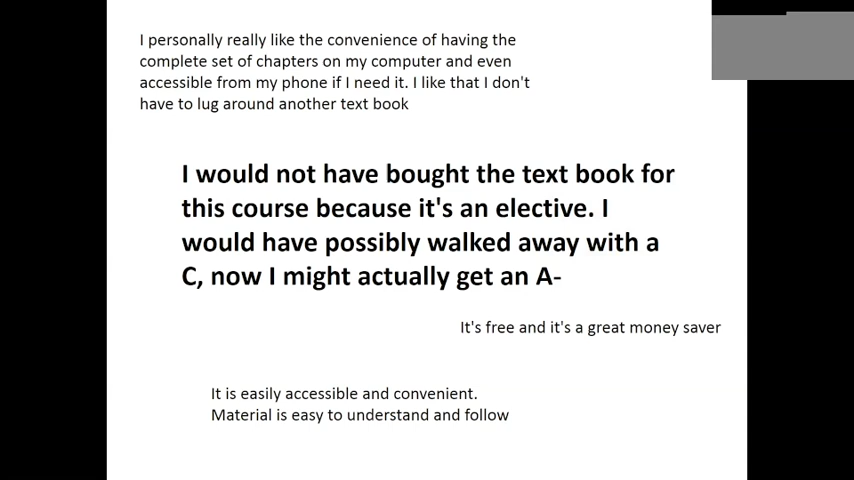 I personally really like the convenience of having the
complete set of chapters on my computer and even
accessible from my phone if I need it. I like that I don't
have to lug around another text book
I would not have bought the text book for
this course because it's an elective. I
would have possibly walked away with a
C, now I might actually get an A-
It's free and it's a great money saver
It is easily accessible and convenient.
Material is easy to understand and follow